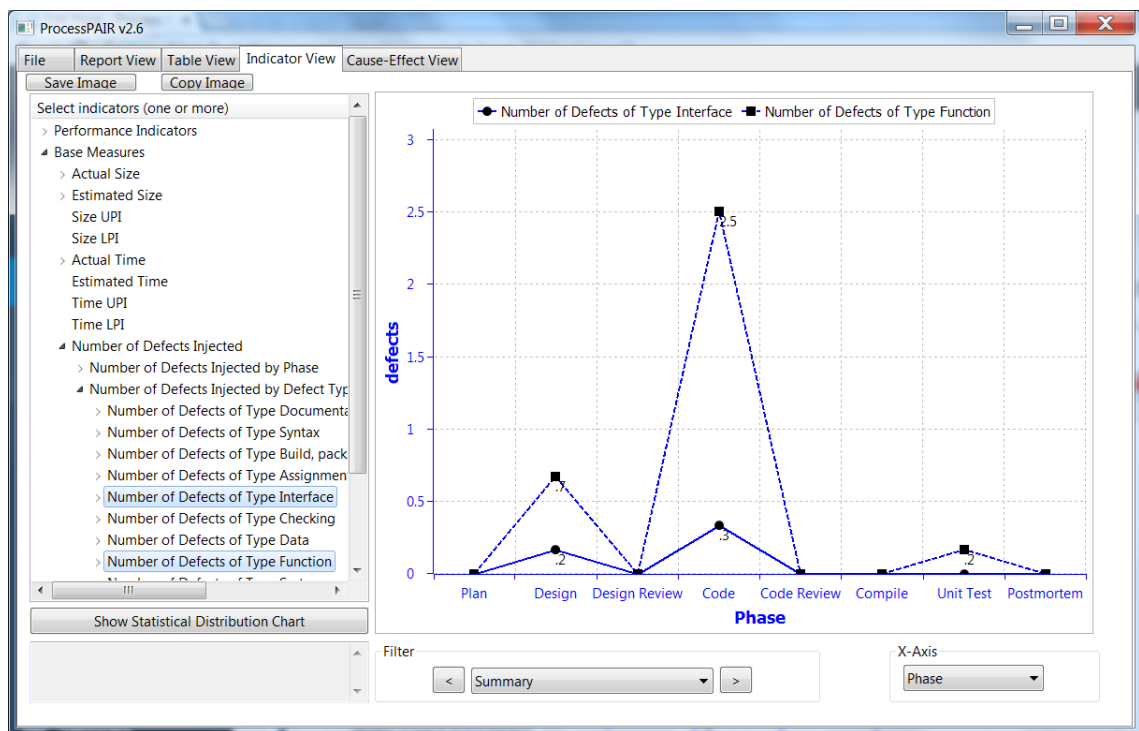 ProcessPAIR v2.6
File Report View Table View Indicator View Cause-Effect View
Save Image Copy Image
Select indicators (one or more)
Performance Indicators
Base Measures
Actual Size
Estimated Size
Size UPI
Size LPI
Actual Time
Estimated Time
Time UPI
Time LPI
Number of Defects Injected
Number of Defects Injected by Phase
Number of Defects Injected by Defect Typ
Number of Defects of Type Documenta
Number of Defects of Type Syntax
Number of Defects of Type Build, pack
Number of Defects of Type Assignmen
Number of Defects of Type Interface
Number of Defects of Type Checking
Number of Defects of Type Data
Number of Defects of Type Function
Show Statistical Distribution Chart
Number of Defects of Type Interface Number of Defects of Type Function
3
2.5
2
1.5
1
0.5
0
defects
2.5
.7
.2
.3
.2
Plan Design Design Review Code Code Review Compile Unit Test Postmortem
Phase
Filter
< Summary >
X-Axis
Phase